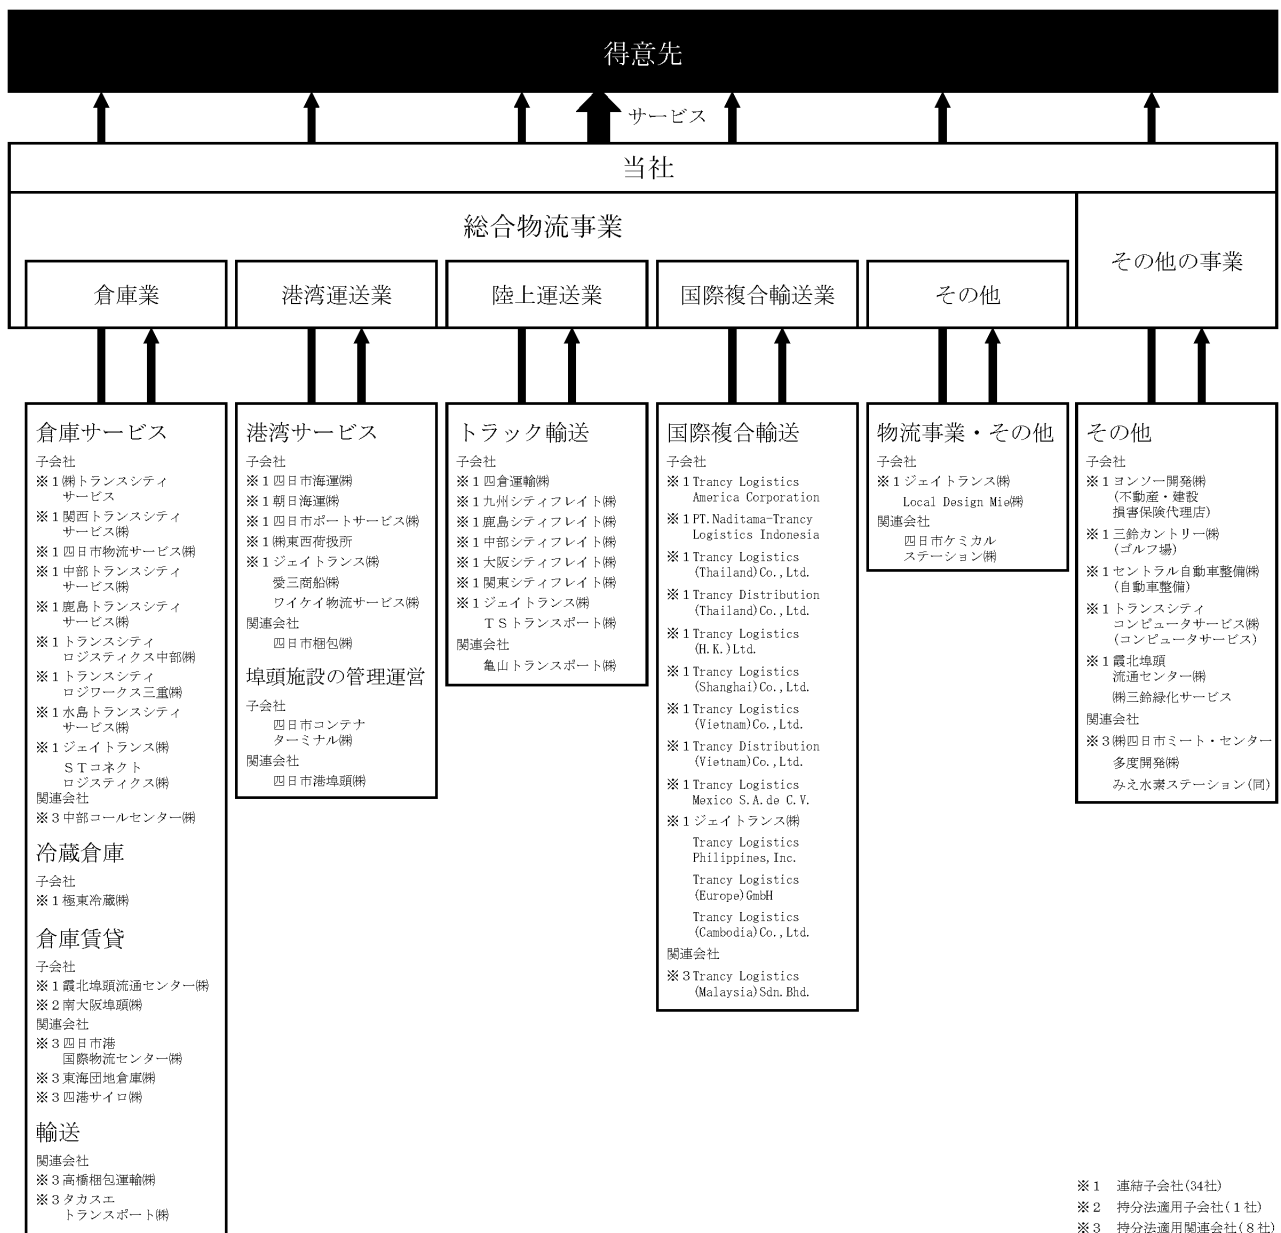 得意先
サービス
当社
総合物流事業
その他の事業
倉庫業
港湾運送業
陸上運送業
国際複合輸送業
その他
倉庫サービス
子会社
※1㈱トランスシティ
サービス
※1関西トランスシティ
サービス㈱
※1四日市物流サービス㈱
※1中部トランスシティ
サービス㈱
※1鹿島トランスシティ
サービス㈱
※1トランスシティ
ロジスティクス中部㈱
※1トランスシティ
ロジワークス三重㈱
※1水島トランスシティ
サービス㈱
※1ジェイトランス㈱
STコネクト
ロジスティクス㈱
関連会社
※3中部コールセンター㈱
冷蔵倉庫
子会社
※1極東冷蔵㈱
倉庫賃貸
子会社
※1霞北埠頭流通センター㈱
※2南大阪埠頭㈱
関連会社
※3四日市港
国際物流センター㈱
※3東海団地倉庫㈱
※3四港サイロ㈱
輸送
関連会社
※3高橋梱包運輸㈱
※3タカスエ
トランスポート㈱
港湾サービス
子会社
※1四日市海運㈱
※1朝日海運㈱
※1四日市ポートサービス㈱
※1㈱東西荷扱所
※1ジェイトランス㈱
愛三商船㈱
ワイケイ物流サービス㈱
関連会社
四日市梱包㈱
埠頭施設の管理運営
子会社
四日市コンテナ
ターミナル㈱
関連会社
四日市港埠頭㈱
トラック輸送
子会社
※1四倉運輸㈱
※1九州シティフレイト㈱
※1鹿島シティフレイト㈱
※1中部シティフレイト㈱
※1大阪シティフレイト㈱
※1関東シティフレイト㈱
※1ジェイトランス㈱
TSトランスポート㈱
関連会社
亀山トランスポート㈱
国際複合輸送
子会社
※1Trancy Logistics
America Corporation
※1PT.Naditama-Trancy
Logistics Indonesia
※1Trancy Logistics
(Thailand)Co.,Ltd.
※1Trancy Distribution
(Thailand)Co.,Ltd.
※1Trancy Logistics
(H.K.)Ltd.
※1Trancy Logistics
(Shanghai)Co.,Ltd.
※1Trancy Logistics
(Vietnam)Co.,Ltd.
※1Trancy Distribution
(Vietnam)Co.,Ltd.
※1Trancy Logistics
Mexico S.A.de C.V.
※1ジェイトランス㈱
Trancy Logistics
Philippines,Inc.
Trancy Logistics
(Europe)GmbH
Trancy Logistics
(Cambodia)Co.,Ltd.
関連会社
※3Trancy Logistics
(Malaysia)Sdn.Bhd.
物流事業・その他
子会社
※1ジェイトランス㈱
Local Design Mie㈱
関連会社
四日市ケミカル
ステーション㈱
その他
子会社
※1ヨンソー開発㈱
(不動産・建設
損害保険代理店)
※1三鈴カントリー㈱
(ゴルフ場)
※1セントラル自動車整備㈱
(自動車整備)
※1トランスシティ
コンピュータサービス㈱
(コンピュータサービス)
※1霞北埠頭
流通センター㈱
㈱三鈴緑化サービス
関連会社
※3㈱四日市ミート・センター
多度開発㈱
みえ水素ステーション(同)
※1 連結子会社(34社)
※2 持分法適用子会社(1社)
※3 持分法適用関連会社(8社)